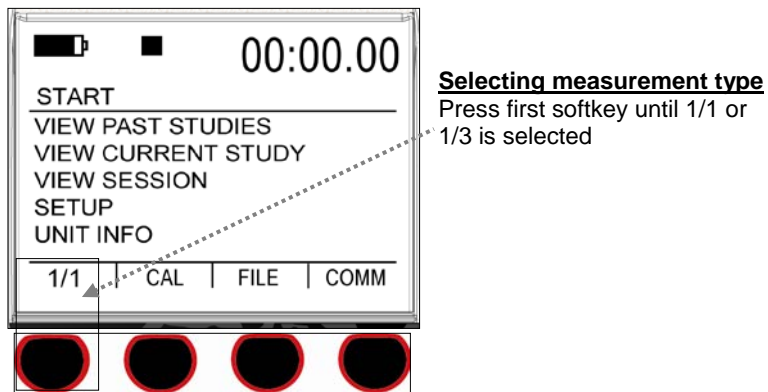 00:00.00
START
VIEW PAST STUDIES
VIEW CURRENT STUDY
VIEW SESSION
SETUP
UNIT INFO
1/1 CAL FILE COMM
Selecting measurement type
Press first softkey until 1/1 or
1/3 is selected